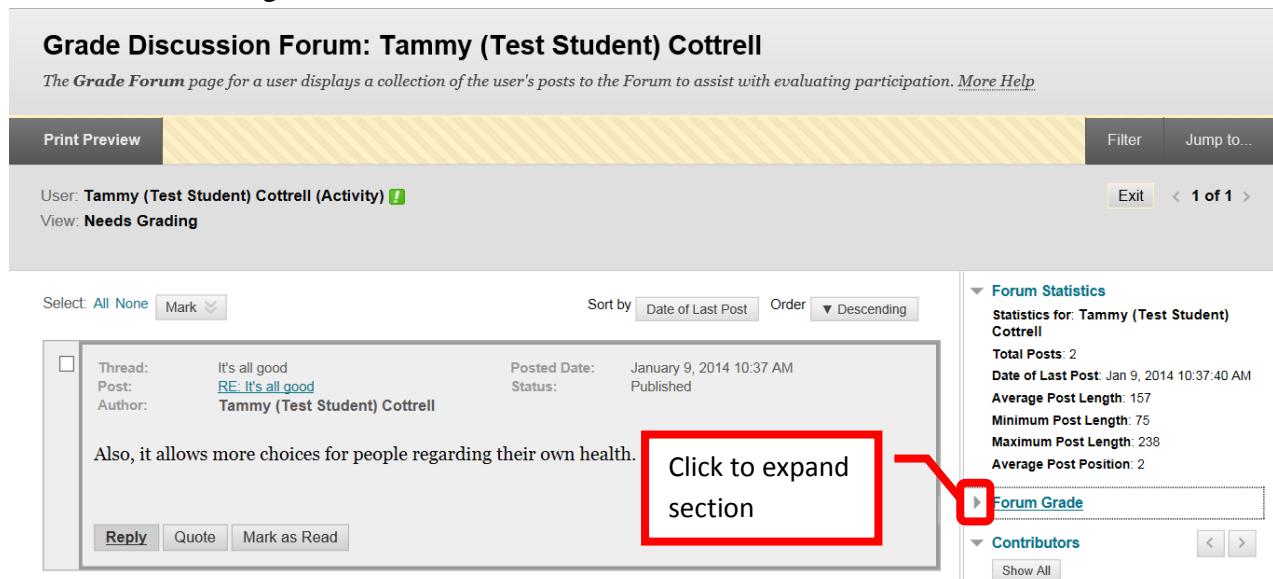 Grade Discussion Forum: Tammy (Test Student) Cottrell
The Grade Forum page for a user displays a collection of the user's posts to the Forum to assist with evaluating participation. More Help
Print Preview
Filter
Jump to...
User: Tammy (Test Student) Cottrell (Activity) !
View: Needs Grading
Exit < 1 of 1 >
Select: All None Mark
Sort by Date of Last Post Order ▼ Descending
Thread: It's all good
Post: RE: It's all good
Author: Tammy (Test Student) Cottrell
Posted Date: January 9, 2014 10:37 AM
Status: Published
Also, it allows more choices for people regarding their own health.
Reply Quote Mark as Read
Click to expand
section
Forum Statistics
Statistics for: Tammy (Test Student)
Cottrell
Total Posts: 2
Date of Last Post: Jan 9, 2014 10:37:40 AM
Average Post Length: 157
Minimum Post Length: 75
Maximum Post Length: 238
Average Post Position: 2
Forum Grade
Contributors < >
Show All